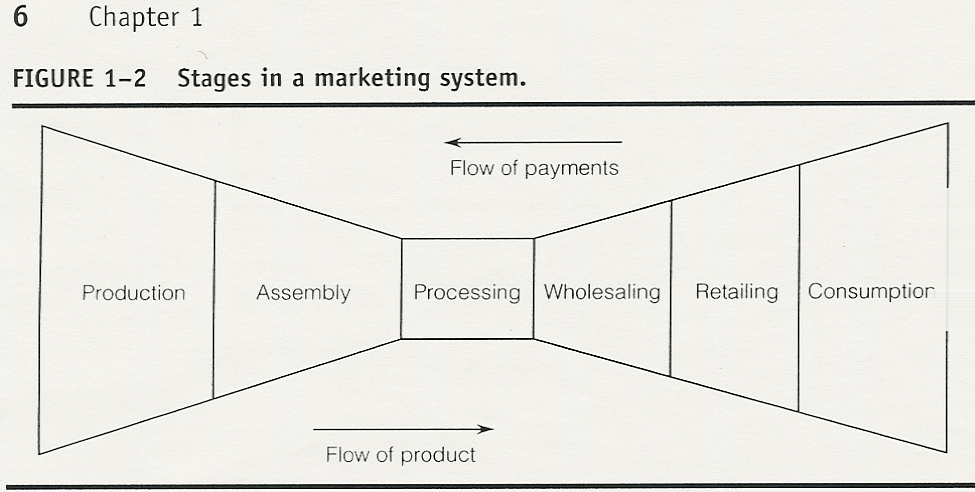 6 Chapter 1
FIGURE 1–2 Stages in a marketing system.
Flow of payments
Production Assembly Processing Wholesaling Retailing Consumption
Flow of product